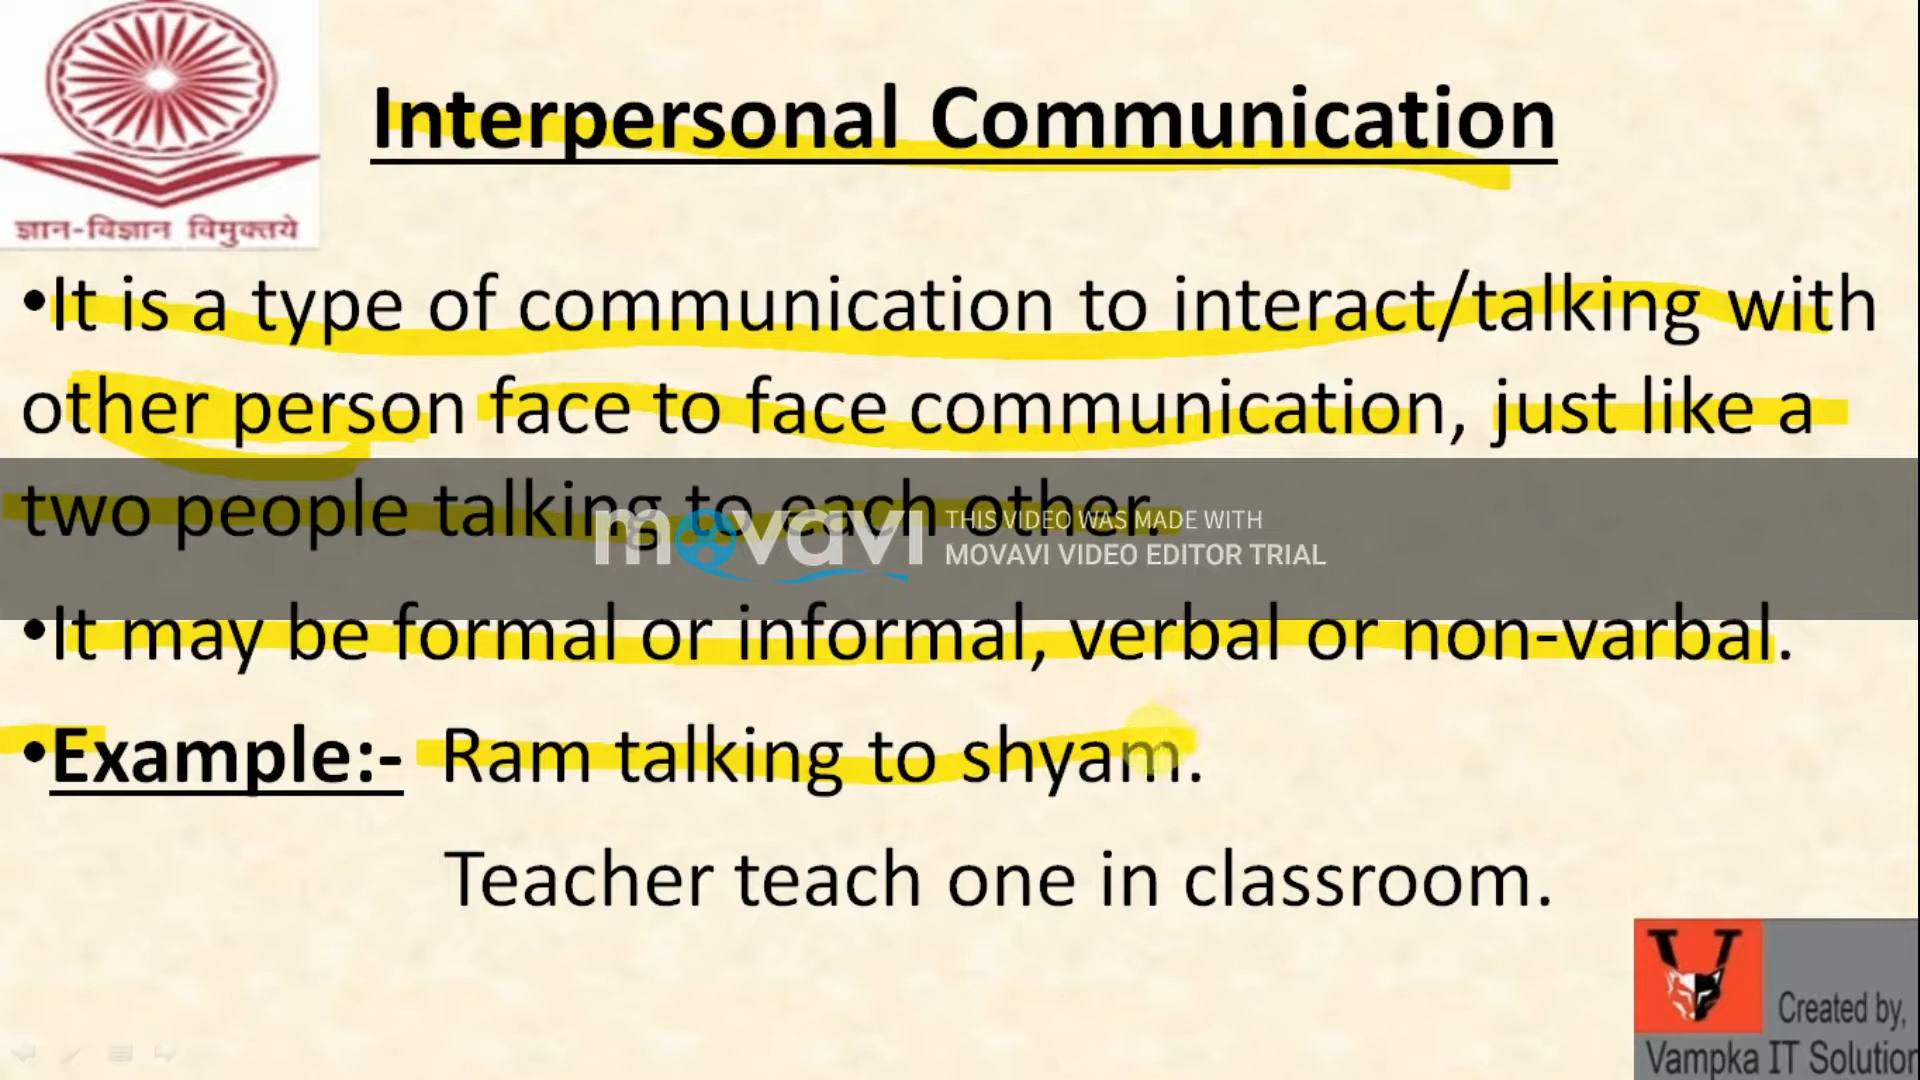 ज्ञान-विज्ञान विमुक्तये
Interpersonal Communication
•It is a type of communication to interact/talking with
other person face to face communication, just like a
two people talking to each other.
movavi
THIS VIDEO WAS MADE WITH
MOVAVI VIDEO EDITOR TRIAL
•It may be formal or informal, verbal or non-varbal.
•Example:- Ram talking to shyam.
Teacher teach one in classroom.
V
Created by,
Vampka IT Solution